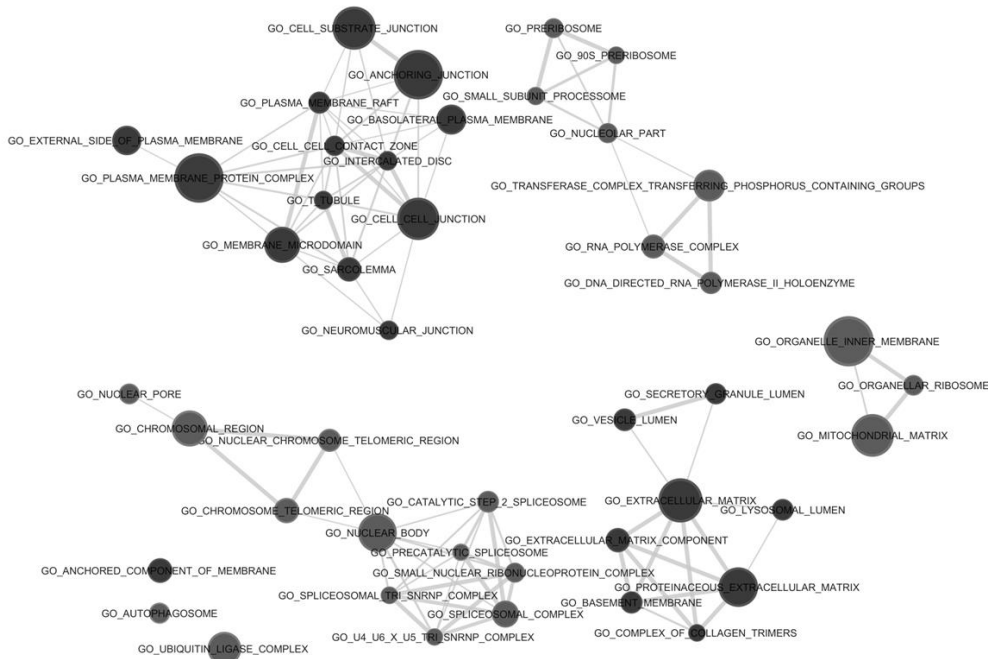 GO_CELL_SUBSTRATE_JUNCTION
GO_ANCHORING_JUNCTION
GO_PLASMA_MEMBRANE_RAFT
GO_BASOLATERAL_PLASMA_MEMBRANE
GO_EXTERNAL_SIDE_OF_PLASMA_MEMBRANE
GO_CELL_CELL_CONTACT_ZONE
GO_INTERCALATED_DISC
GO_PLASMA_MEMBRANE_PROTEIN_COMPLEX
GO_T_TUBULE
GO_CELL_CELL_JUNCTION
GO_MEMBRANE_MICRODOMAIN
GO_SARCOLEMMA
GO_NEUROMUSCULAR_JUNCTION
GO_PRERIBOSOME
GO_90S_PRERIBOSOME
GO_SMALL_SUBUNIT_PROCESSOME
GO_NUCLEOLAR_PART
GO_TRANSFERASE_COMPLEX_TRANSFERRING_PHOSPHORUS_CONTAINING_GROUPS
GO_RNA_POLYMERASE_COMPLEX
GO_DNA_DIRECTED_RNA_POLYMERASE_II_HOLOENZYME
GO_ORGANELLE_INNER_MEMBRANE
GO_ORGANELLAR_RIBOSOME
GO_MITOCHONDRIAL_MATRIX
GO_NUCLEAR_PORE
GO_CHROMOSOMAL_REGION
GO_NUCLEAR_CHROMOSOME_TELOMERIC_REGION
GO_CHROMOSOME_TELOMERIC_REGION
GO_CATALYTIC_STEP_2_SPLICEOSOME
GO_NUCLEAR_BODY
GO_PRECATALYTIC_SPLICEOSOME
GO_SMALL_NUCLEAR_RIBONUCLEOPROTEIN_COMPLEX
GO_SPLICEOSOMAL_TRI_SNRNP_COMPLEX
GO_SPLICEOSOMAL_COMPLEX
GO_U4_U6_X_U5_TRI_SNRNP_COMPLEX
GO_ANCHORED_COMPONENT_OF_MEMBRANE
GO_AUTOPHAGOSOME
GO_UBIQUITIN_LIGASE_COMPLEX
GO_SECRETORY_GRANULE_LUMEN
GO_VESICLE_LUMEN
GO_EXTRACELLULAR_MATRIX
GO_LYSOSOMAL_LUMEN
GO_EXTRACELLULAR_MATRIX_COMPONENT
GO_PROTEINACEOUS_EXTRACELLULAR_MATRIX
GO_BASEMENT_MEMBRANE
GO_COMPLEX_OF_COLLAGEN_TRIMERS